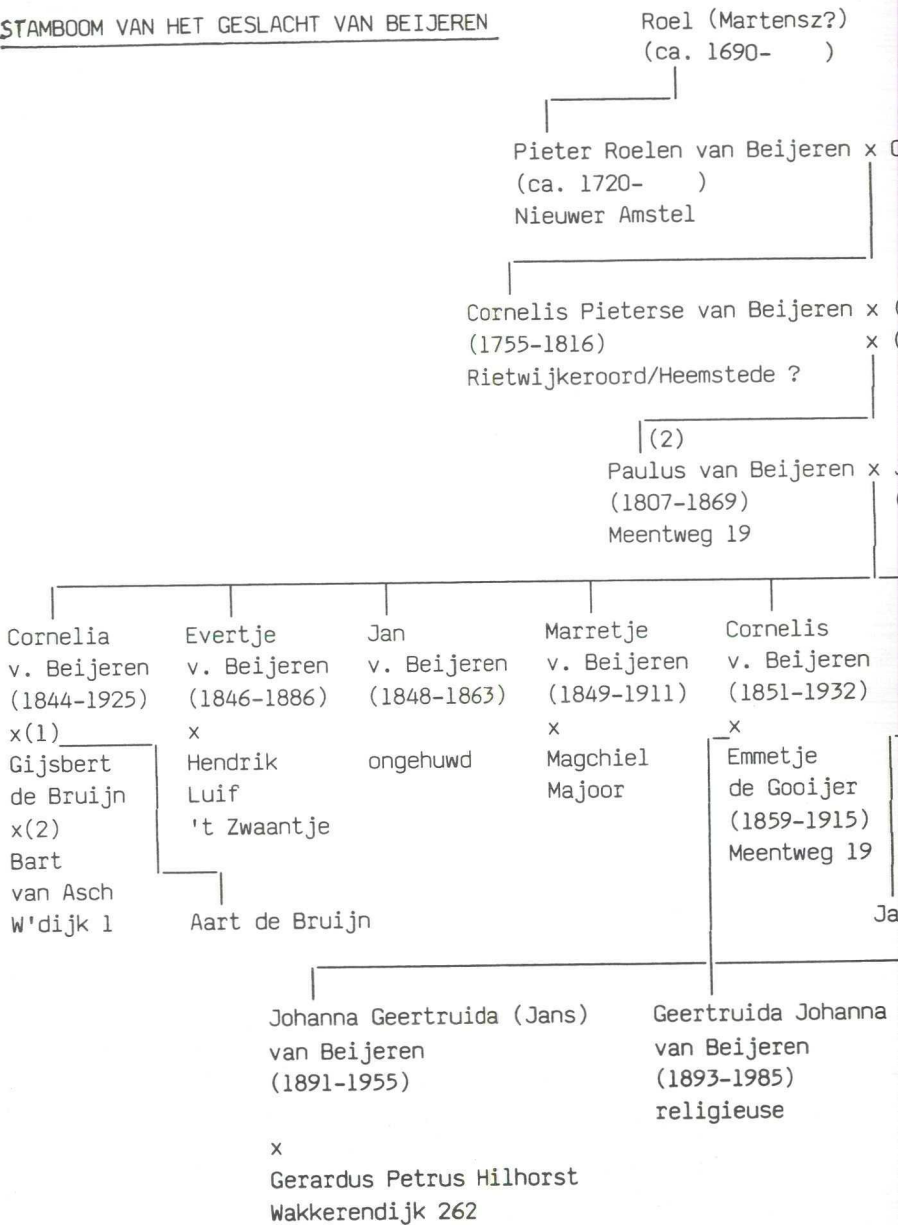 STAMBOOM VAN HET GESLACHT VAN BEIJEREN
Roel (Martensz?)
(ca. 1690-    )
Pieter Roelen van Beijeren x
(ca. 1720-    )
Nieuwer Amstel
Cornelis Pieterse van Beijeren x (
(1755-1816) x (
Rietwijkeroord/Heemstede ?
(2)
Paulus van Beijeren x
(1807-1869) (
Meentweg 19
Cornelia
v. Beijeren
(1844-1925)
x(1)
Gijsbert
de Bruijn
x(2)
Bart
van Asch
W'dijk 1
Evertje
v. Beijeren
(1846-1886)
x
Hendrik
Luif
't Zwaantje
Jan
v. Beijeren
(1848-1863)
ongehuwd
Marretje
v. Beijeren
(1849-1911)
x
Magchiel
Majoor
Cornelis
v. Beijeren
(1851-1932)
x
Emmetje
de Gooijer
(1859-1915)
Meentweg 19
Aart de Bruijn
Ja
Johanna Geertruida (Jans)
van Beijeren
(1891-1955)
x
Gerardus Petrus Hilhorst
Wakkerendijk 262
Geertruida Johanna
van Beijeren
(1893-1985)
religieuse